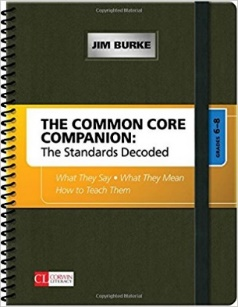 JIM BURKE
THE COMMON CORE
COMPANION:
The Standards Decoded
GRADES 6–8
What They Say • What They Mean
How to Teach Them
CL CORWIN
LITERACY